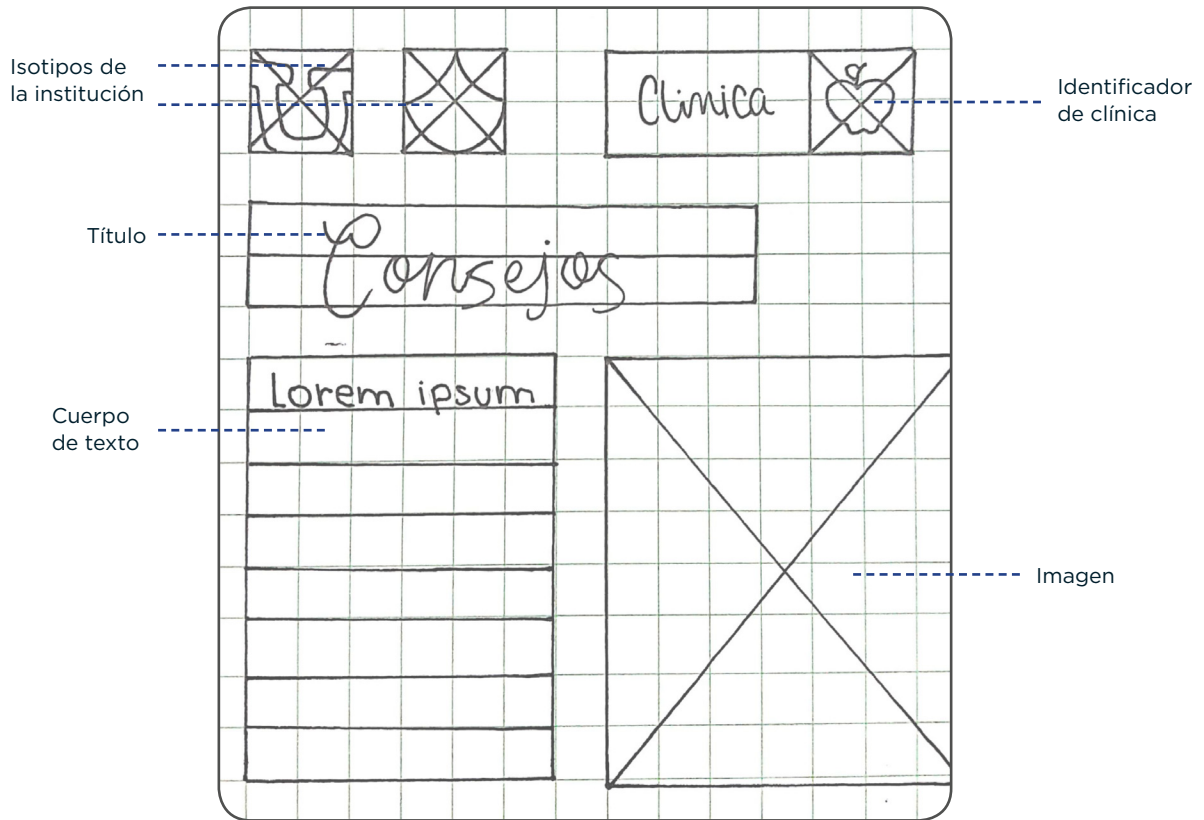 Isotipos de
la institución
Clinica
Identificador
de clínica
Título
Consejos
Lorem ipsum
Cuerpo
de texto
Imagen